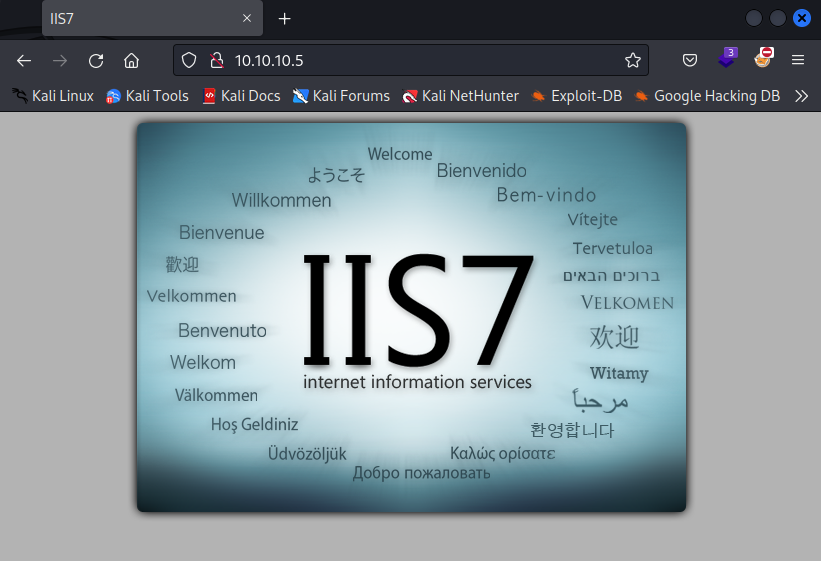 IIS7
3
10.10.10.5
Kali Linux
Kali Tools
Kali Docs
Kali Forums
Kali NetHunter
Exploit-DB
Google Hacking DB
Welcome
ようこそ
Bienvenido
Willkommen
Bem-vindo
Bienvenue
Vítejte
歡迎
Tervetuloa
Velkommen
ברוכים הבאים
VELKOMEN
Benvenuto
欢迎
Welkom
Witamy
Välkommen
مرحباً
Hoş Geldiniz
환영합니다
Üdvözöljük
Καλώς ορίσατε
Добро пожаловать
IIS7
internet information services